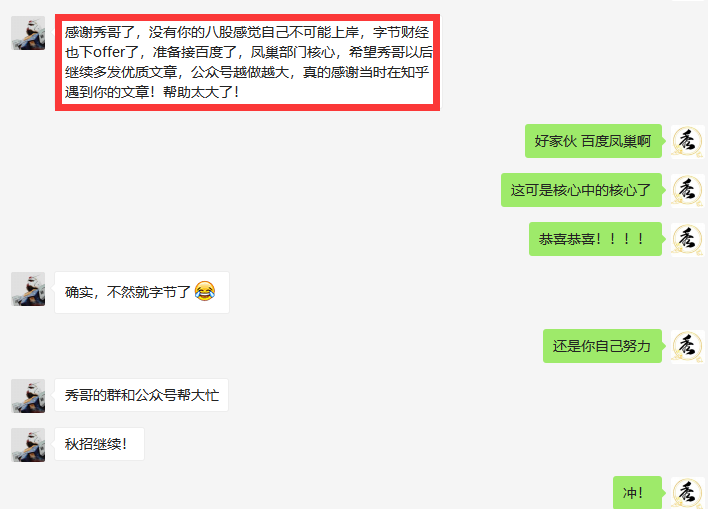 感谢秀哥了，没有你的八股感觉自己不可能上岸，字节财经
也下offer了，准备接百度了，凤巢部门核心，希望秀哥以后
继续多发优质文章，公众号越做越大，真的感谢当时在知乎
遇到你的文章！帮助太大了！
好家伙 百度凤巢啊
秀
这可是核心中的核心了
秀
恭喜恭喜！！！！
秀
确实，不然就字节了
还是你自己努力
秀
秀哥的群和公众号帮大忙
秋招继续！
冲！
秀